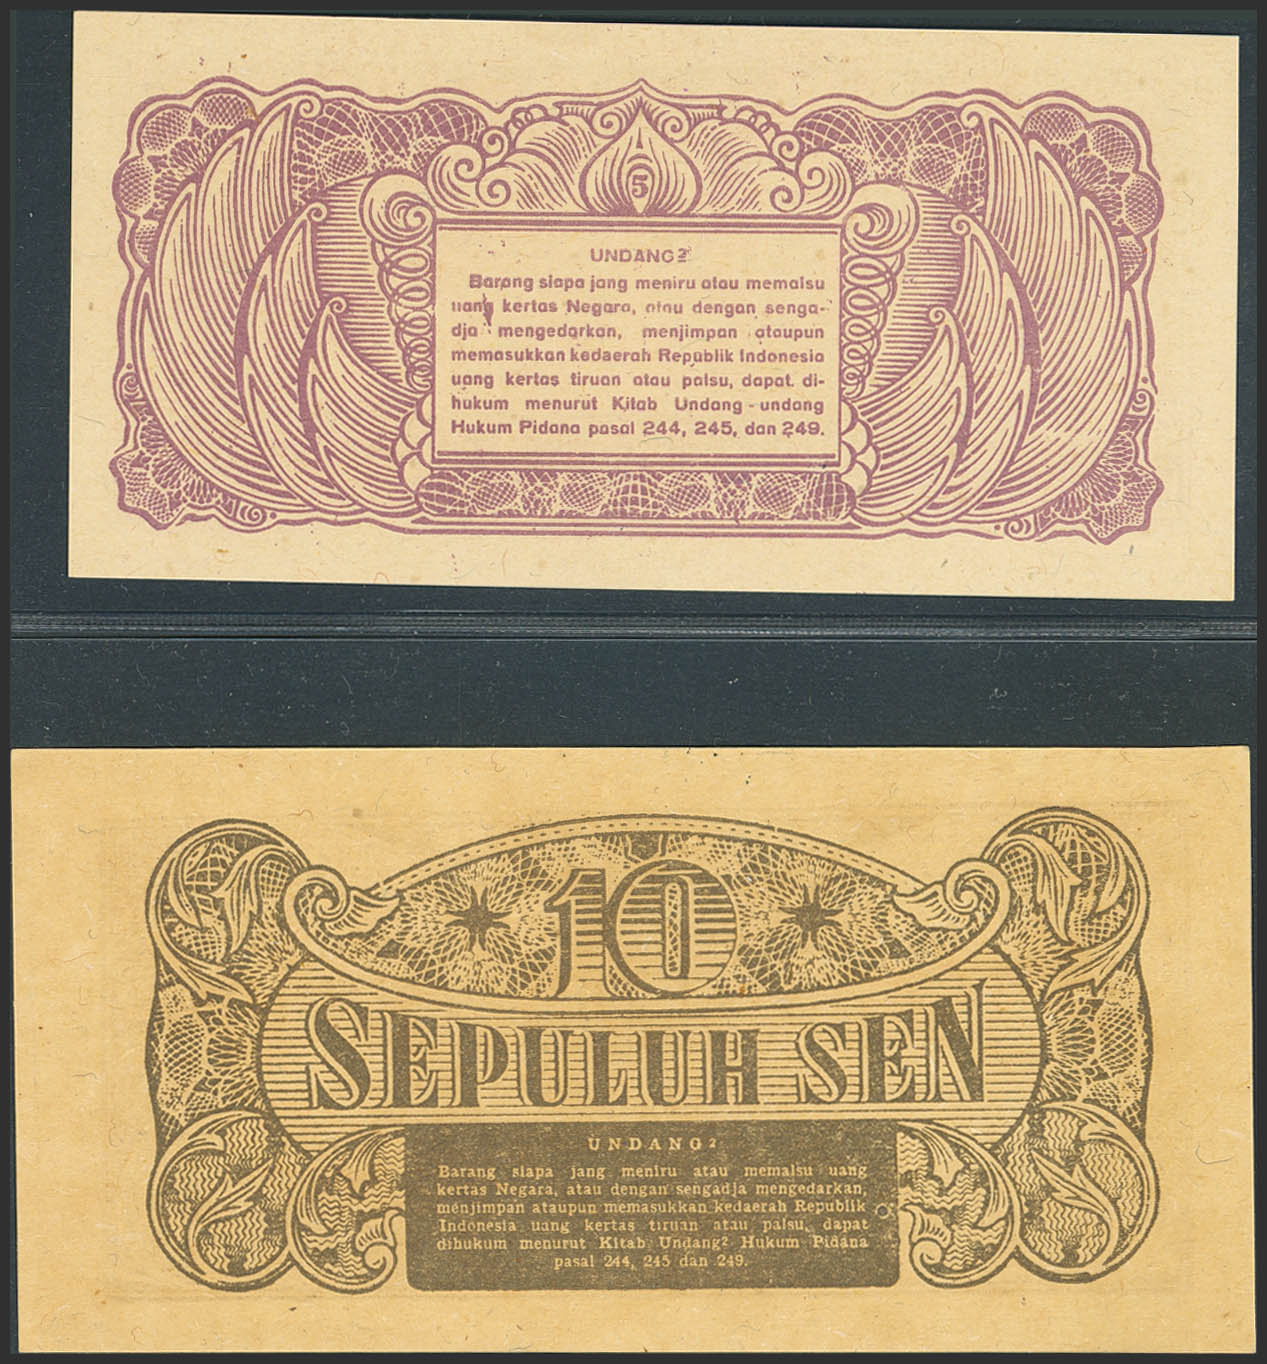 5
UNDANG²
Barang siapa jang meniru atau memalsu
uang kertas Negara, atau dengan senga-
dja mengedarkan, menjimpan ataupun
memasukkan kedaerah Republik Indonesia
uang kertas tiruan atau palsu, dapat di-
hukum menurut Kitab Undang-undang
Hukum Pidana pasal 244, 245, dan 249.
10
SEPULUH SEN
UNDANG²
Barang siapa jang meniru atau memalsu uang
kertas Negara, atau dengan sengadja mengedarkan,
menjimpan ataupun memasukkan kedaerah Republik
Indonesia uang kertas tiruan atau palsu, dapat
dihukum menurut Kitab Undang² Hukum Pidana
pasal 244, 245 dan 249.